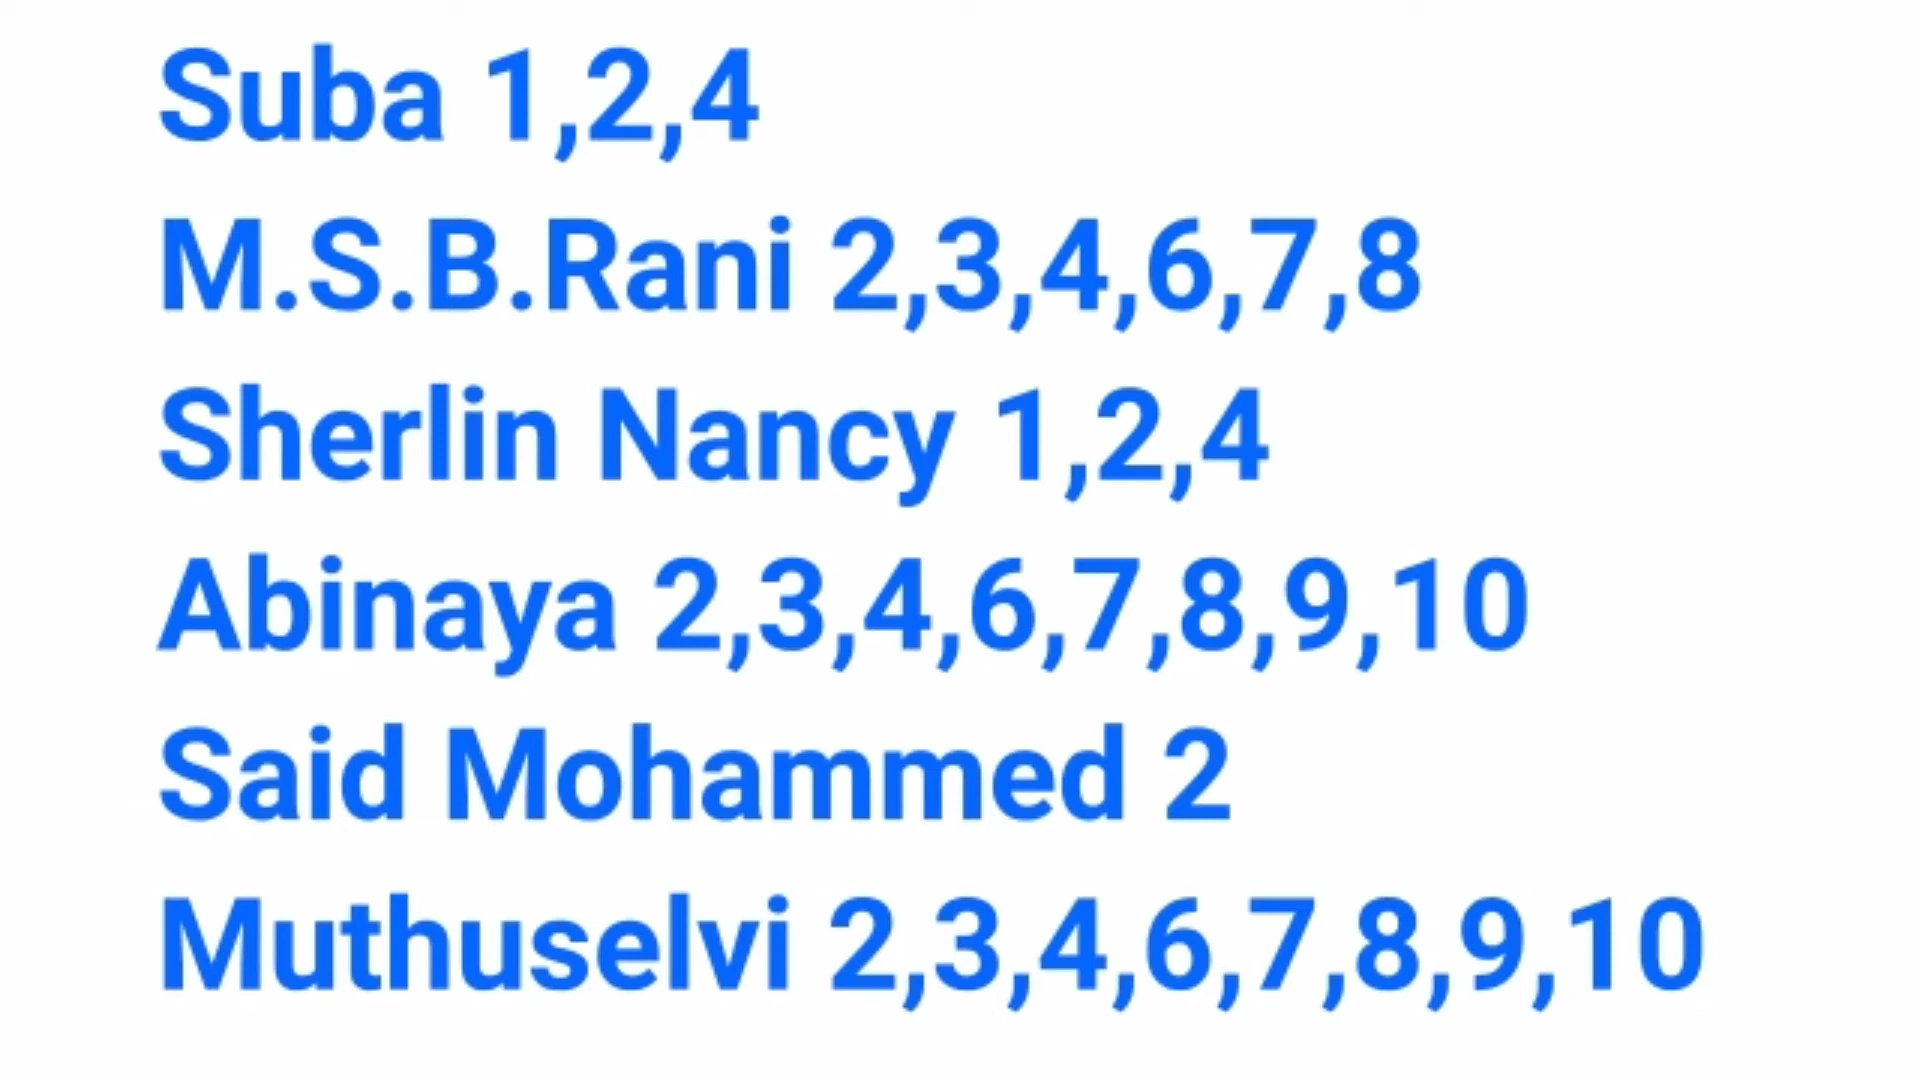 Suba 1,2,4
M.S.B.Rani 2,3,4,6,7,8
Sherlin Nancy 1,2,4
Abinaya 2,3,4,6,7,8,9,10
Said Mohammed 2
Muthuselvi 2,3,4,6,7,8,9,10